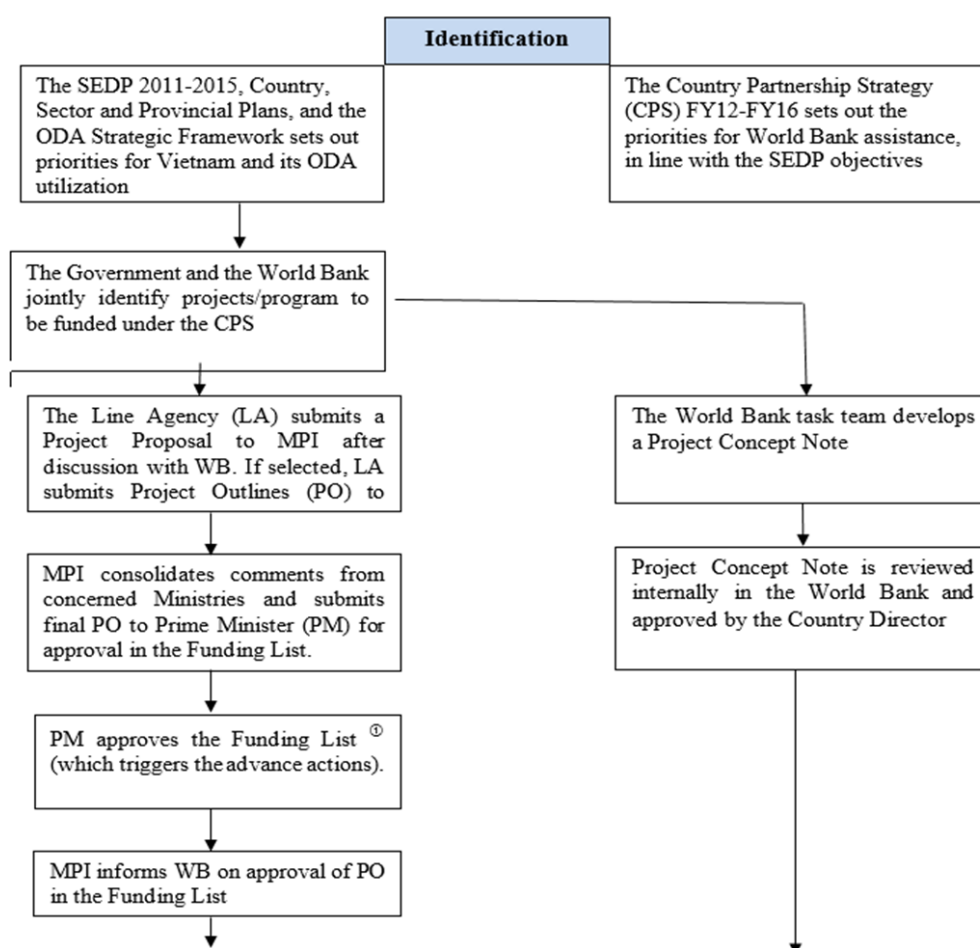 Identification
The SEDP 2011-2015, Country,
Sector and Provincial Plans, and the
ODA Strategic Framework sets out
priorities for Vietnam and its ODA
utilization
The Country Partnership Strategy
(CPS) FY12-FY16 sets out the
priorities for World Bank assistance,
in line with the SEDP objectives
The Government and the World Bank
jointly identify projects/program to
be funded under the CPS
The Line Agency (LA) submits a
Project Proposal to MPI after
discussion with WB. If selected, LA
submits Project Outlines (PO) to
The World Bank task team develops
a Project Concept Note
MPI consolidates comments from
concerned Ministries and submits
final PO to Prime Minister (PM) for
approval in the Funding List.
Project Concept Note is reviewed
internally in the World Bank and
approved by the Country Director
PM approves the Funding List ①
(which triggers the advance actions).
MPI informs WB on approval of PO
in the Funding List